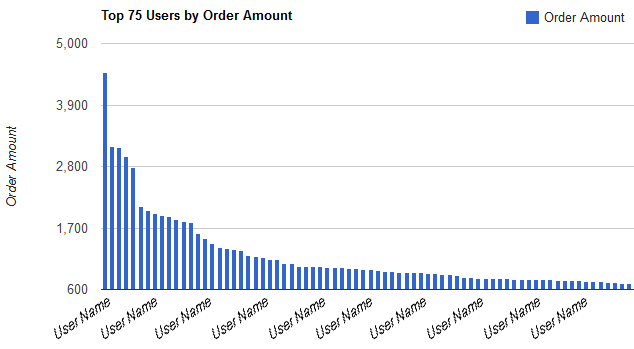 Top 75 Users by Order Amount
Order Amount
5,000
3,900
2,800
1,700
600
Order Amount
User Name
User Name
User Name
User Name
User Name
User Name
User Name
User Name
User Name
User Name